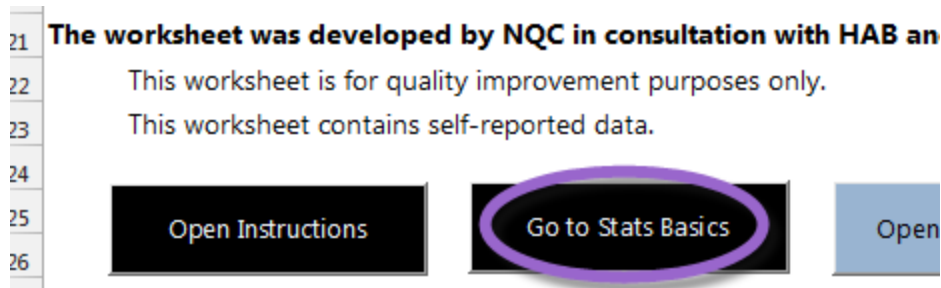 21 The worksheet was developed by NQC in consultation with HAB
22 This worksheet is for quality improvement purposes only.
23 This worksheet contains self-reported data.
24
25 Open Instructions Go to Stats Basics Open
26